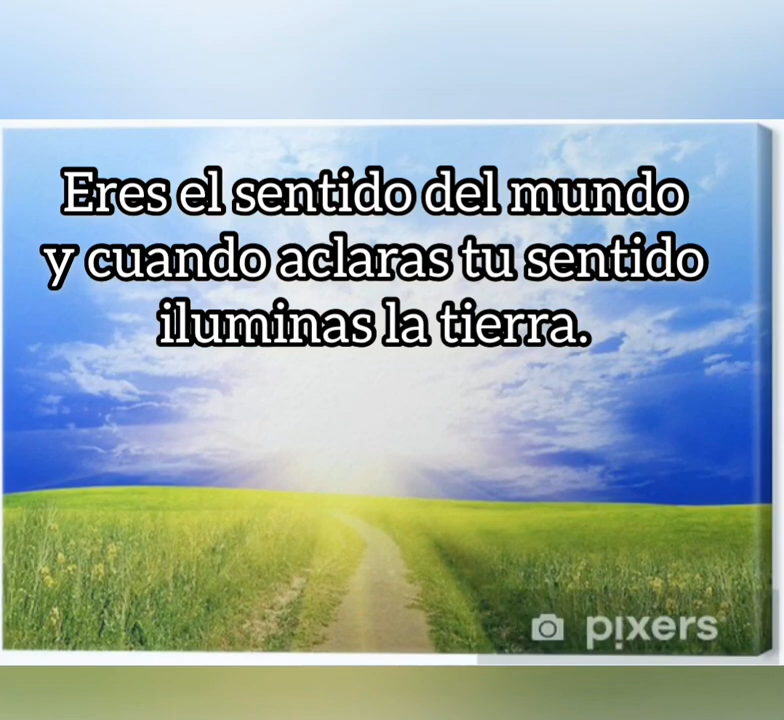 Eres el sentido del mundo
y cuando aclaras tu sentido
iluminas la tierra.
pixers